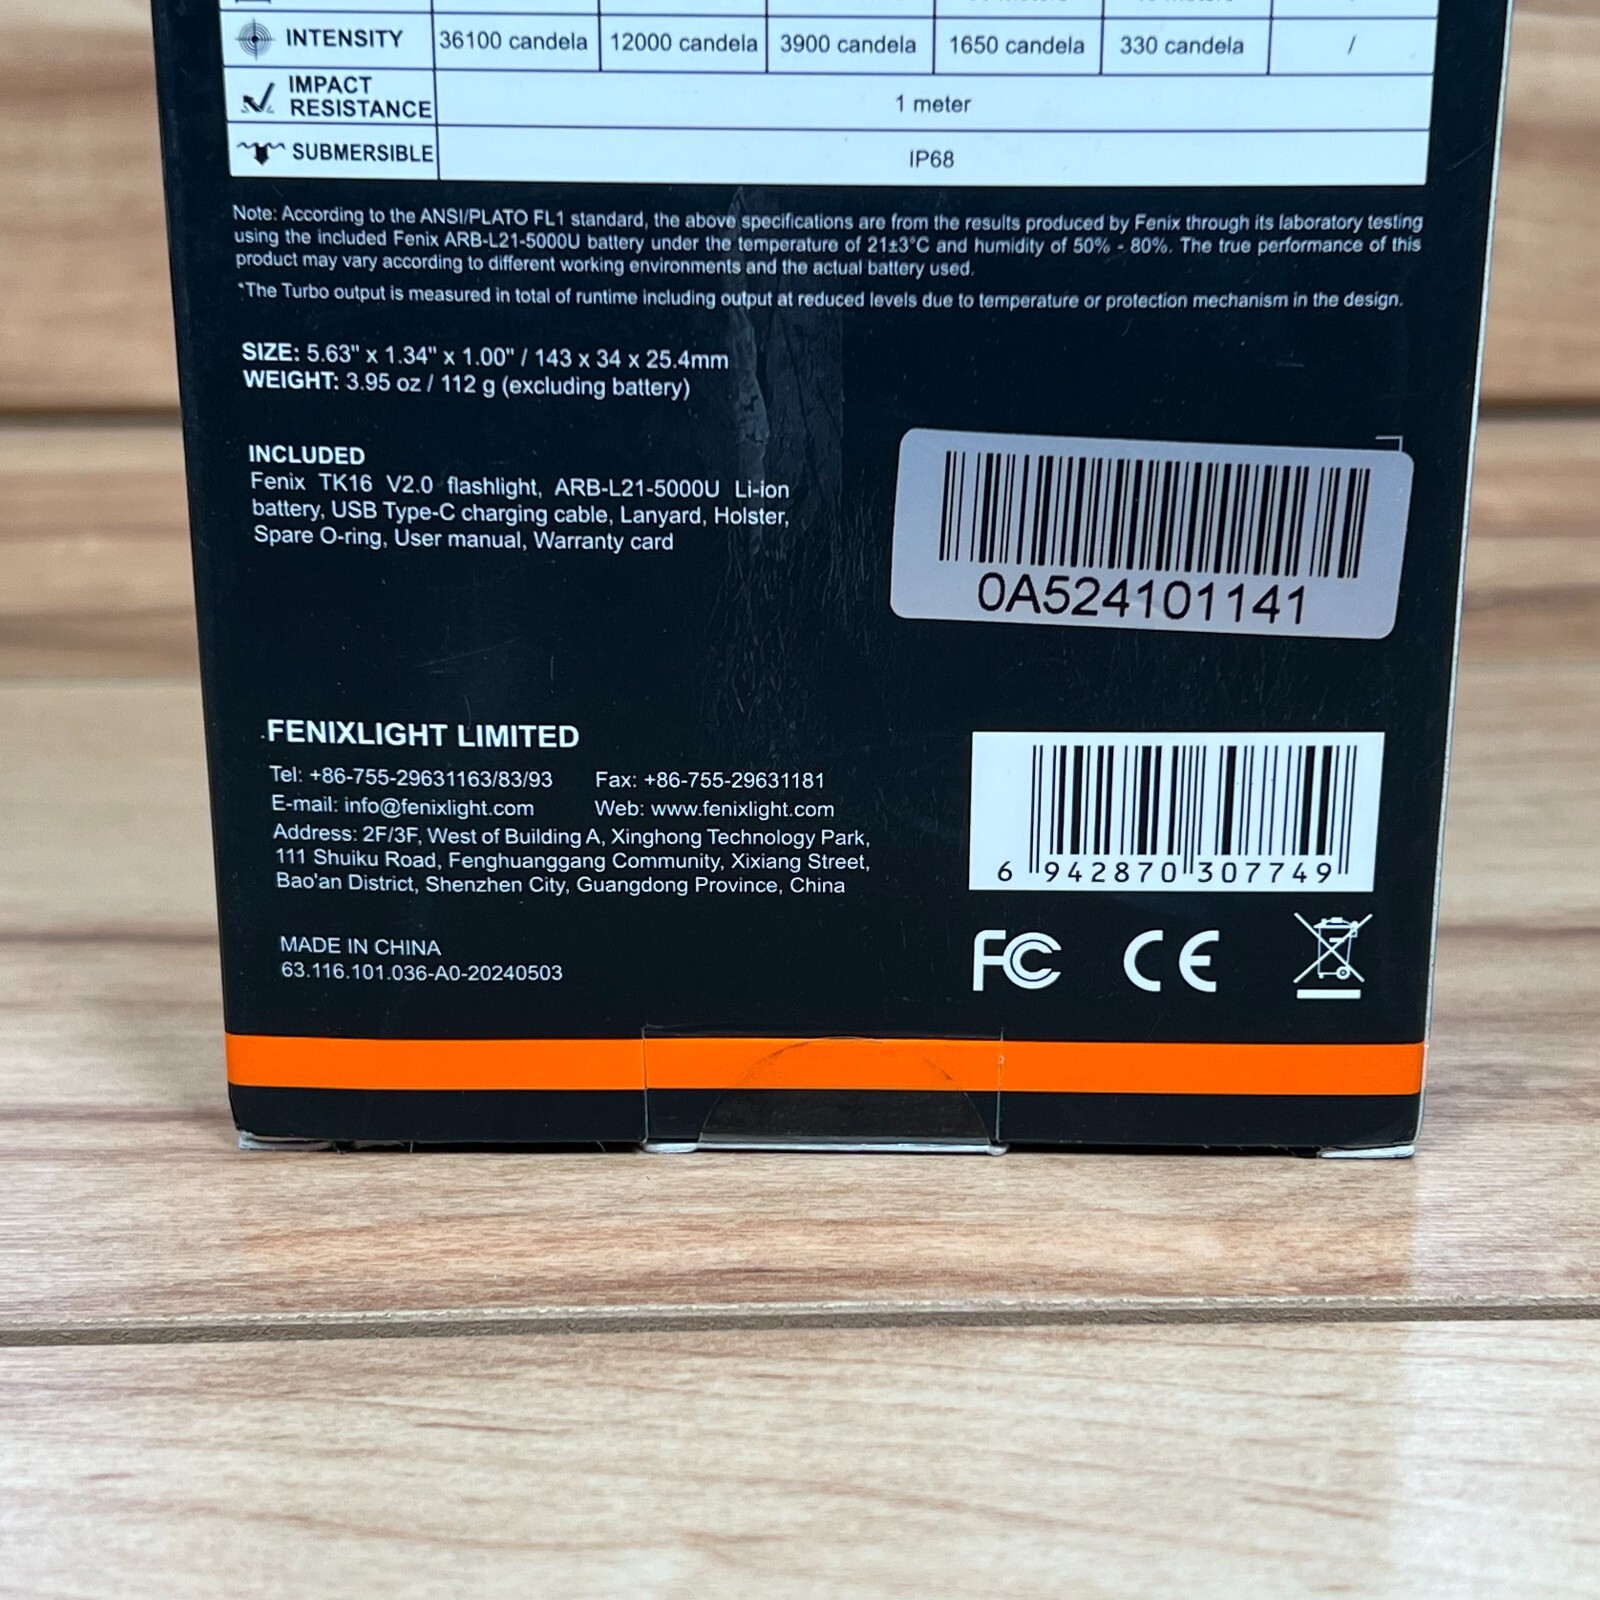 INTENSITY 36100 candela 12000 candela 3900 candela 1650 candela 330 candela /
IMPACT RESISTANCE 1 meter
SUBMERSIBLE IP68
Note: According to the ANSI/PLATO FL1 standard, the above specifications are from the results produced by Fenix through its laboratory testing
using the included Fenix ARB-L21-5000U battery under the temperature of 21±3°C and humidity of 50% - 80%. The true performance of this
product may vary according to different working environments and the actual battery used.
*The Turbo output is measured in total of runtime including output at reduced levels due to temperature or protection mechanism in the design.
SIZE: 5.63" x 1.34" x 1.00" / 143 x 34 x 25.4mm
WEIGHT: 3.95 oz / 112 g (excluding battery)
INCLUDED
Fenix TK16 V2.0 flashlight, ARB-L21-5000U Li-ion
battery, USB Type-C charging cable, Lanyard, Holster,
Spare O-ring, User manual, Warranty card
0A524101141
FENIXLIGHT LIMITED
Tel: +86-755-29631163/83/93 Fax: +86-755-29631181
E-mail: info@fenixlight.com Web: www.fenixlight.com
Address: 2F/3F, West of Building A, Xinghong Technology Park,
111 Shuiku Road, Fenghuanggang Community, Xixiang Street,
Bao'an District, Shenzhen City, Guangdong Province, China
6 942870 307749
MADE IN CHINA
63.116.101.036-A0-20240503
FC CE